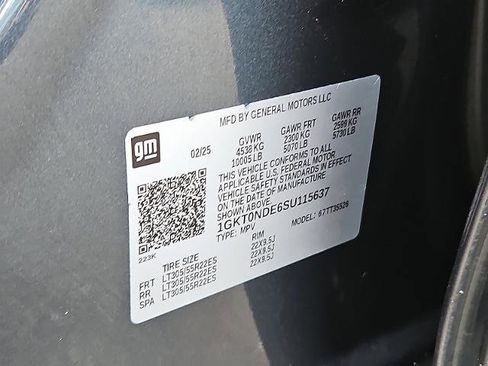 MFD BY GENERAL MOTORS LLC
gm
02/25
GVWR GAWR FRT GAWR RR
4538 KG 2300 KG 2599 KG
10005 LB 5070 LB 5730 LB
THIS VEHICLE CONFORMS TO ALL
APPLICABLE U.S. FEDERAL MOTOR
VEHICLE SAFETY STANDARDS IN EFFECT
ON THE DATE OF MANUFACTURE
SHOWN ABOVE.
1GKT0NDE6SU115637
TYPE: MPV MODEL: 67TT35526
223K
TIRE SIZE RIM
FRT LT305/55R22ES 22X9.5J
RR LT305/55R22ES 22X9.5J
SPA LT305/55R22ES 22X9.5J